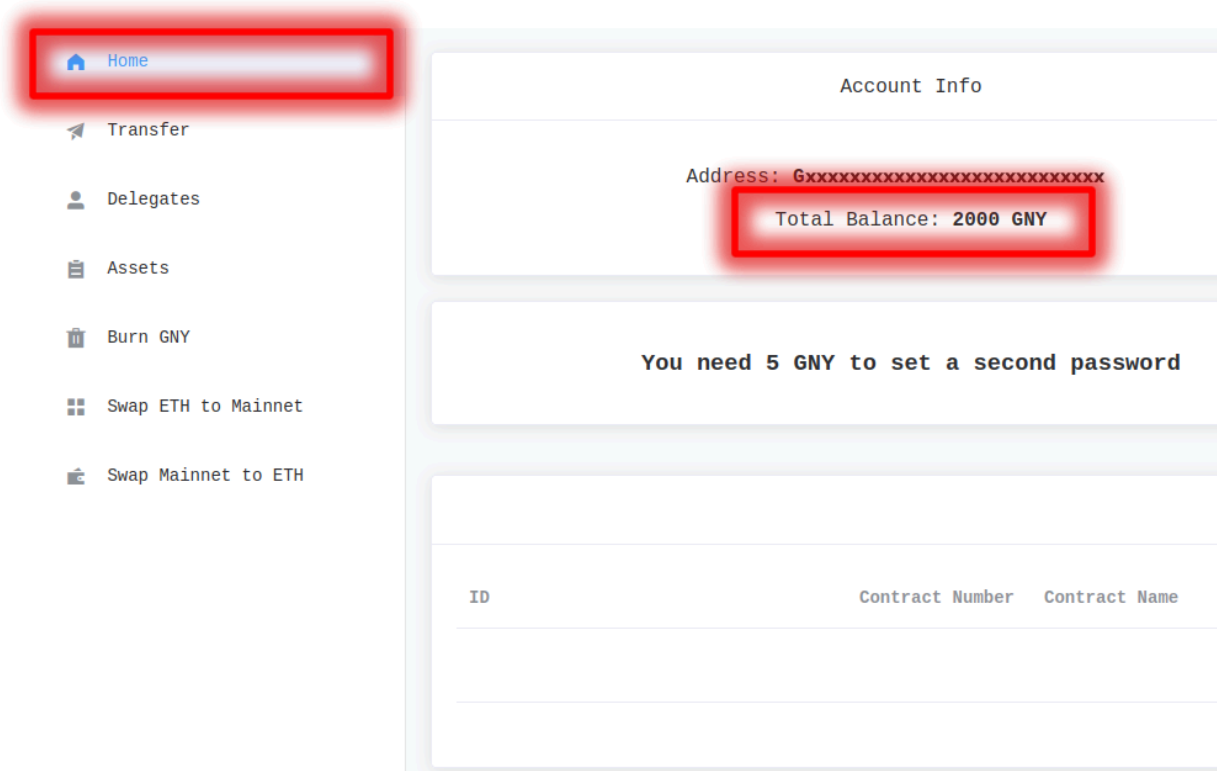 Home
Transfer
Delegates
Assets
Burn GNY
Swap ETH to Mainnet
Swap Mainnet to ETH
Account Info
Address: Gxxxxxxxxxxxxxxxxxxxxxxxxxxx
Total Balance: 2000 GNY
You need 5 GNY to set a second password
ID Contract Number Contract Name